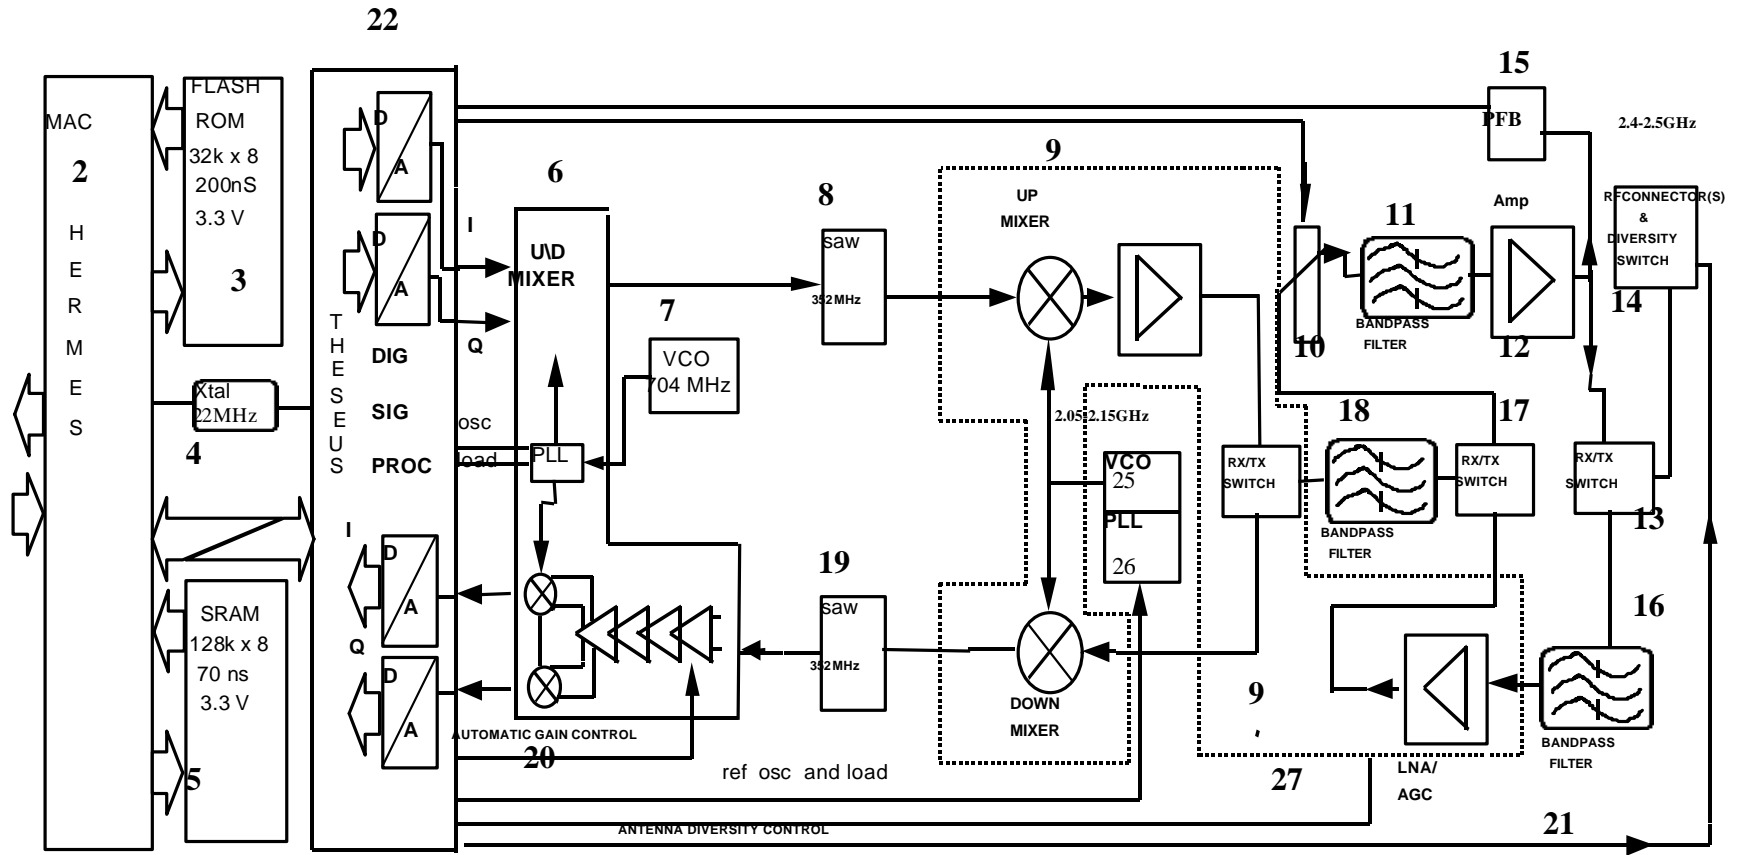 22
MAC
2
H
E
R
M
E
S
FLASH
ROM
32k x 8
200nS
3.3 V
3
Xtal
22MHz
4
SRAM
128k x 8
70 ns
3.3 V
5
T
H
E
S
E
U
S
D
A
D
A
DIG
SIG
PROC
I
Q
osc
load
I
Q
D
A
D
A
6
U\D
MIXER
PLL
7
VCO
704 MHz
AUTOMATIC GAIN CONTROL
20
8
saw
352MHz
19
saw
352MHz
ref osc and load
ANTENNA DIVERSITY CONTROL
9
UP
MIXER
2.05-2.15GHz
VCO
25
PLL
26
DOWN
MIXER
RX/TX
SWITCH
9
'
27
10
11
BANDPASS
FILTER
Amp
12
15
PFB
2.4-2.5GHz
RFCONNECTOR(S)
&
DIVERSITY
SWITCH
14
18
BANDPASS
FILTER
17
RX/TX
SWITCH
RX/TX
SWITCH
13
16
BANDPASS
FILTER
LNA/
AGC
21